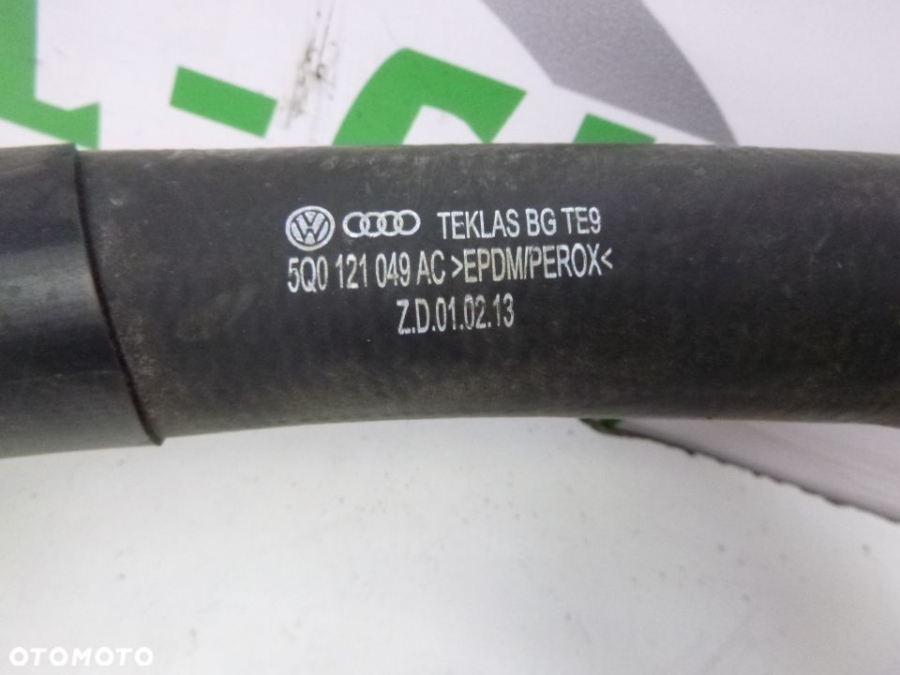 TEKLAS BG TE9
5Q0 121 049 AC >EPDM/PEROX<
Z.D.01.02.13
OTOMOTO